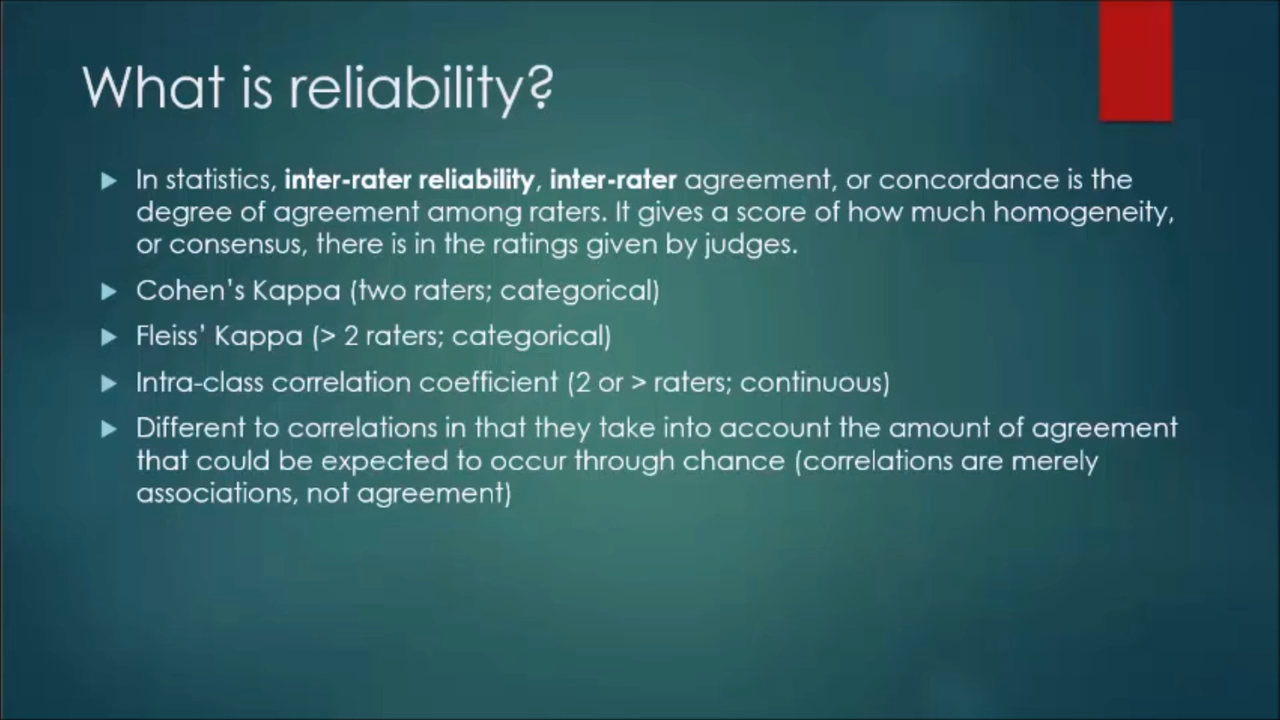 What is reliability?
In statistics, inter-rater reliability, inter-rater agreement, or concordance is the
degree of agreement among raters. It gives a score of how much homogeneity,
or consensus, there is in the ratings given by judges.
Cohen's Kappa (two raters; categorical)
Fleiss' Kappa (> 2 raters; categorical)
Intra-class correlation coefficient (2 or > raters; continuous)
Different to correlations in that they take into account the amount of agreement
that could be expected to occur through chance (correlations are merely
associations, not agreement)